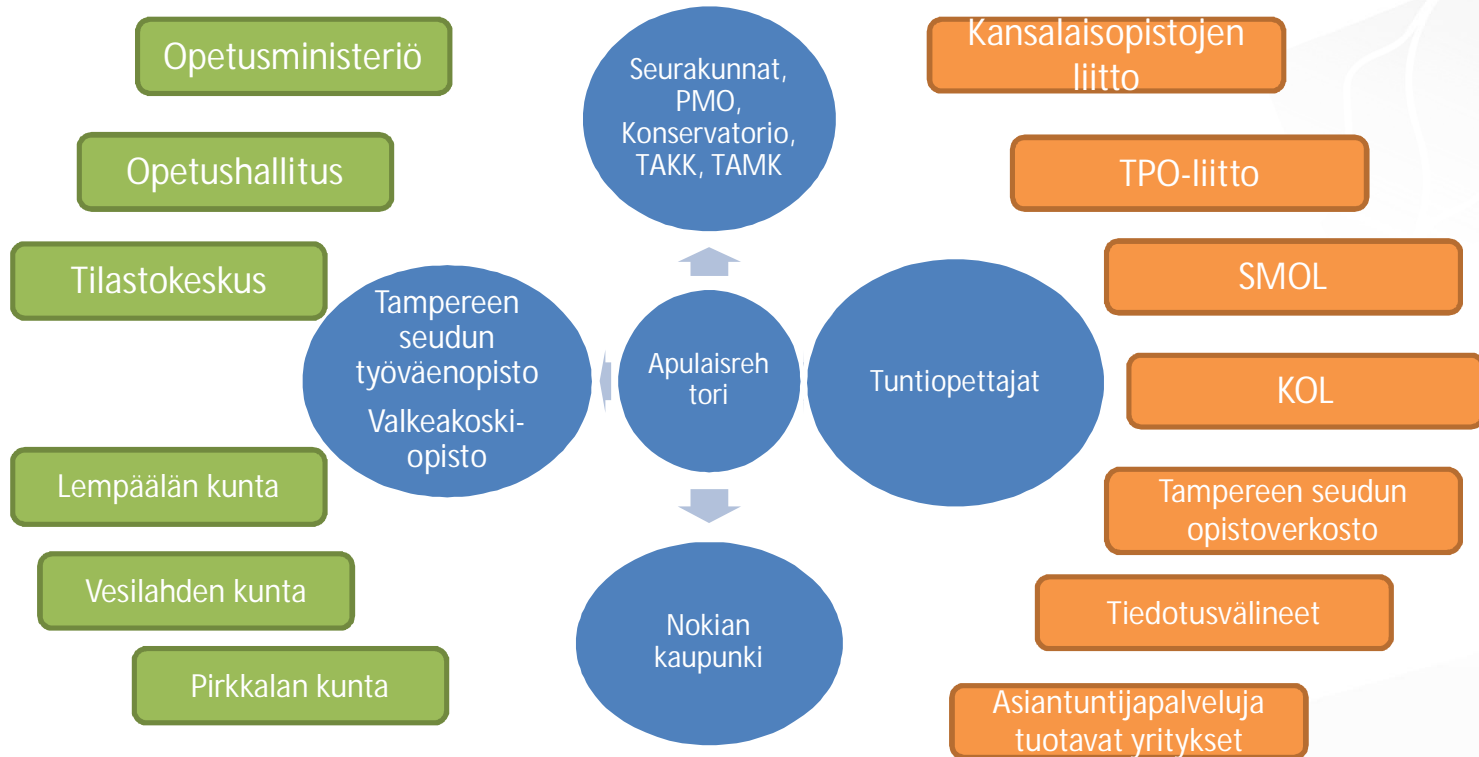 Opetusministeriö
Opetushallitus
Tilastokeskus
Lempäälän kunta
Vesilahden kunta
Pirkkalan kunta
Seurakunnat,
PMO,
Konservatorio,
TAKK, TAMK
Tampereen
seudun
työväenopisto
Valkeakoski-
opisto
Apulaisreh
tori
Tuntiopettajat
Nokian
kaupunki
Kansalaisopistojen
liitto
TPO-liitto
SMOL
KOL
Tampereen seudun
opistoverkosto
Tiedotusvälineet
Asiantuntijapalveluja
tuotavat yritykset